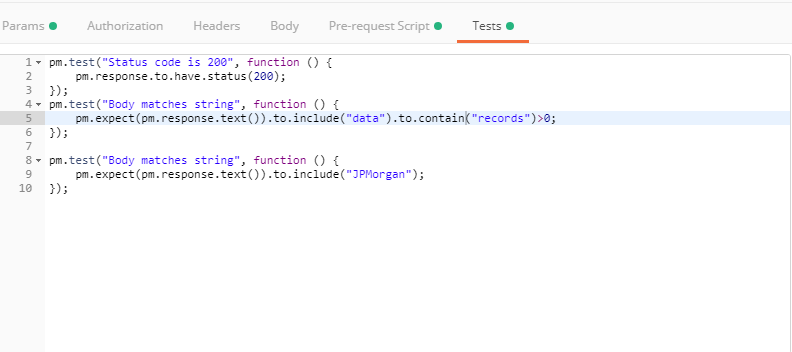 Params Authorization Headers Body Pre-request Script Tests
1 pm.test("Status code is 200", function () {
2 pm.response.to.have.status(200);
3 });
4 pm.test("Body matches string", function () {
5 pm.expect(pm.response.text()).to.include("data").to.contain("records")>0;
6 });
7
8 pm.test("Body matches string", function () {
9 pm.expect(pm.response.text()).to.include("JPMorgan");
10 });